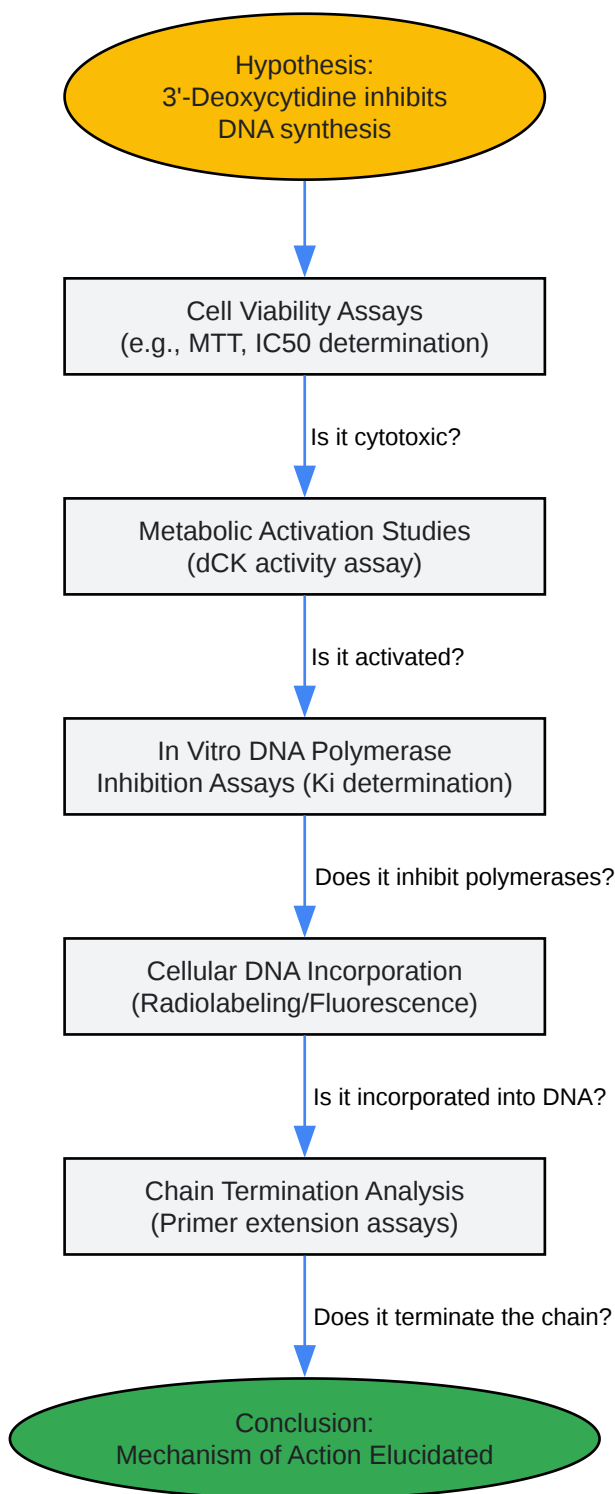 Hypothesis:
3'-Deoxycytidine inhibits
DNA synthesis
Cell Viability Assays
(e.g., MTT, IC50 determination)
Is it cytotoxic?
Metabolic Activation Studies
(dCK activity assay)
Is it activated?
In Vitro DNA Polymerase
Inhibition Assays (Ki determination)
Does it inhibit polymerases?
Cellular DNA Incorporation
(Radiolabeling/Fluorescence)
Is it incorporated into DNA?
Chain Termination Analysis
(Primer extension assays)
Does it terminate the chain?
Conclusion:
Mechanism of Action Elucidated